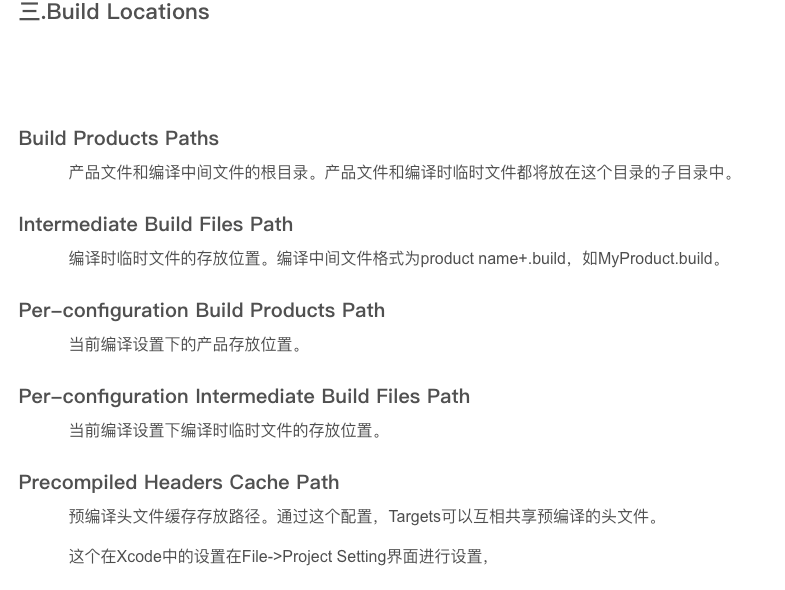 三.Build Locations
Build Products Paths
产品文件和编译中间文件的根目录。产品文件和编译时临时文件都将放在这个目录的子目录中。
Intermediate Build Files Path
编译时临时文件的存放位置。编译中间文件格式为product name+.build，如MyProduct.build。
Per-configuration Build Products Path
当前编译设置下的产品存放位置。
Per-configuration Intermediate Build Files Path
当前编译设置下编译时临时文件的存放位置。
Precompiled Headers Cache Path
预编译头文件缓存存放路径。通过这个配置，Targets可以互相共享预编译的头文件。
这个在Xcode中的设置在File->Project Setting界面进行设置，